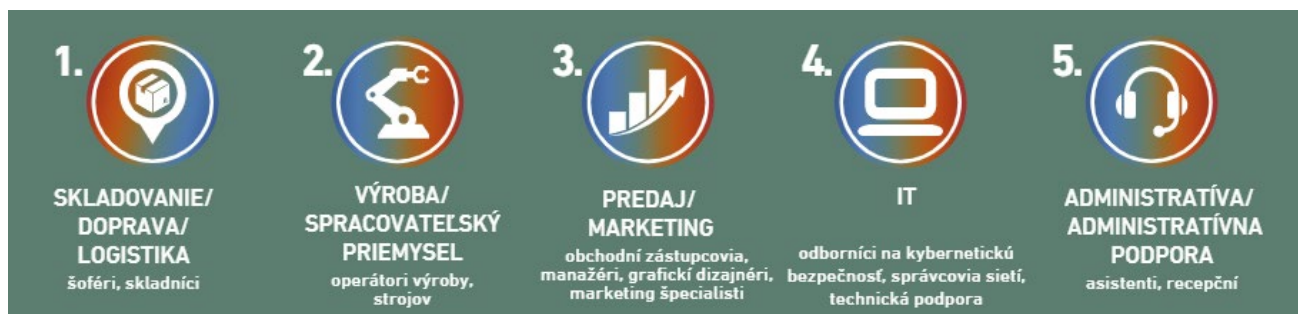 1.
SKLADOVANIE/
DOPRAVA/
LOGISTIKA
šoféri, skladníci
2.
VÝROBA/
SPRACOVATEĽSKÝ
PRIEMYSEL
operátori výroby,
strojov
3.
PREDAJ/
MARKETING
obchodní zástupcovia,
manažéri, grafickí dizajnéri,
marketing špecialisti
4.
IT
odborníci na kybernetickú
bezpečnosť, správcovia sietí,
technická podpora
5.
ADMINISTRATÍVA/
ADMINISTRATÍVNA
PODPORA
asistenti, recepční